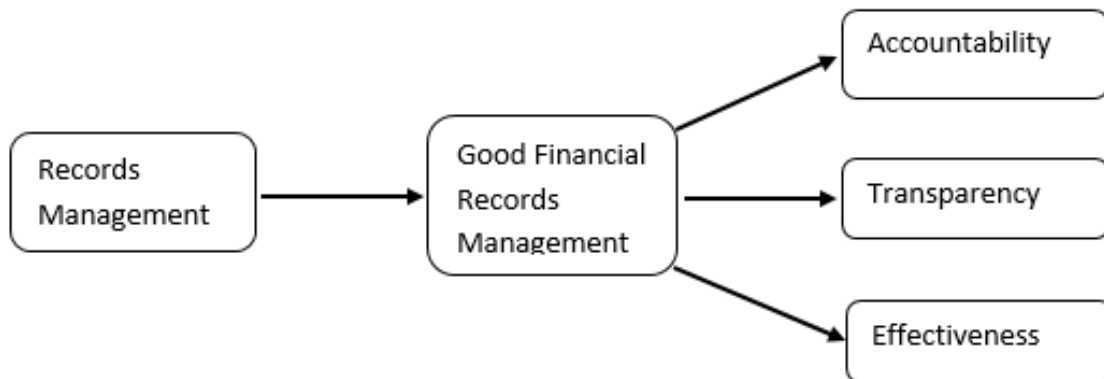 Accountability
Records
Management
Good Financial
Records
Management
Transparency
Effectiveness